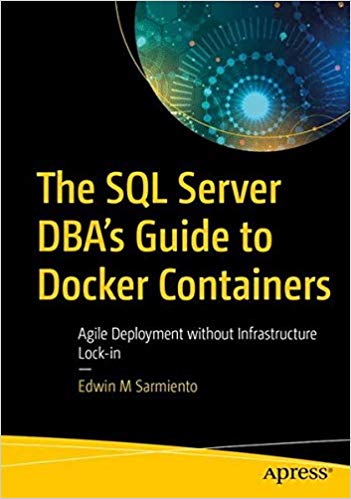 The SQL Server
DBA's Guide to
Docker Containers
Agile Deployment without Infrastructure
Lock-in
—
Edwin M Sarmiento
Apress®